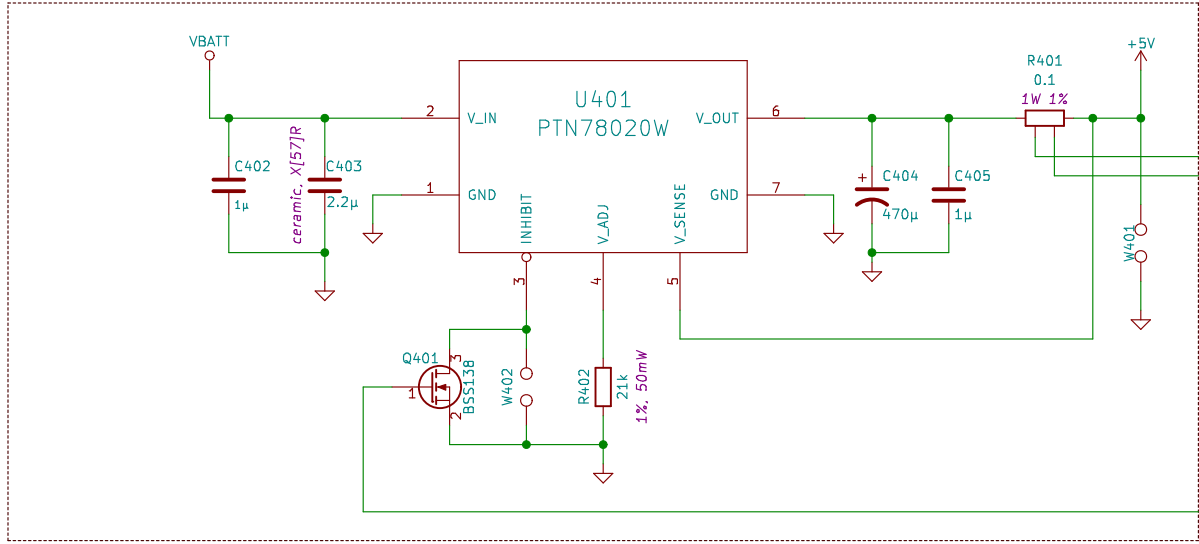 VBATT
+5V
R401
0.1
1W 1%
U401
PTN78020W
2
V_IN
V_OUT
6
C402
1µ
ceramic, X[57]R
C403
2.2µ
1
GND
GND
7
+
C404
470µ
C405
1µ
INHIBIT
V_ADJ
V_SENSE
3
4
5
W401
Q401
3
1
2
BSS138
W402
R402
21k
1%, 50mW